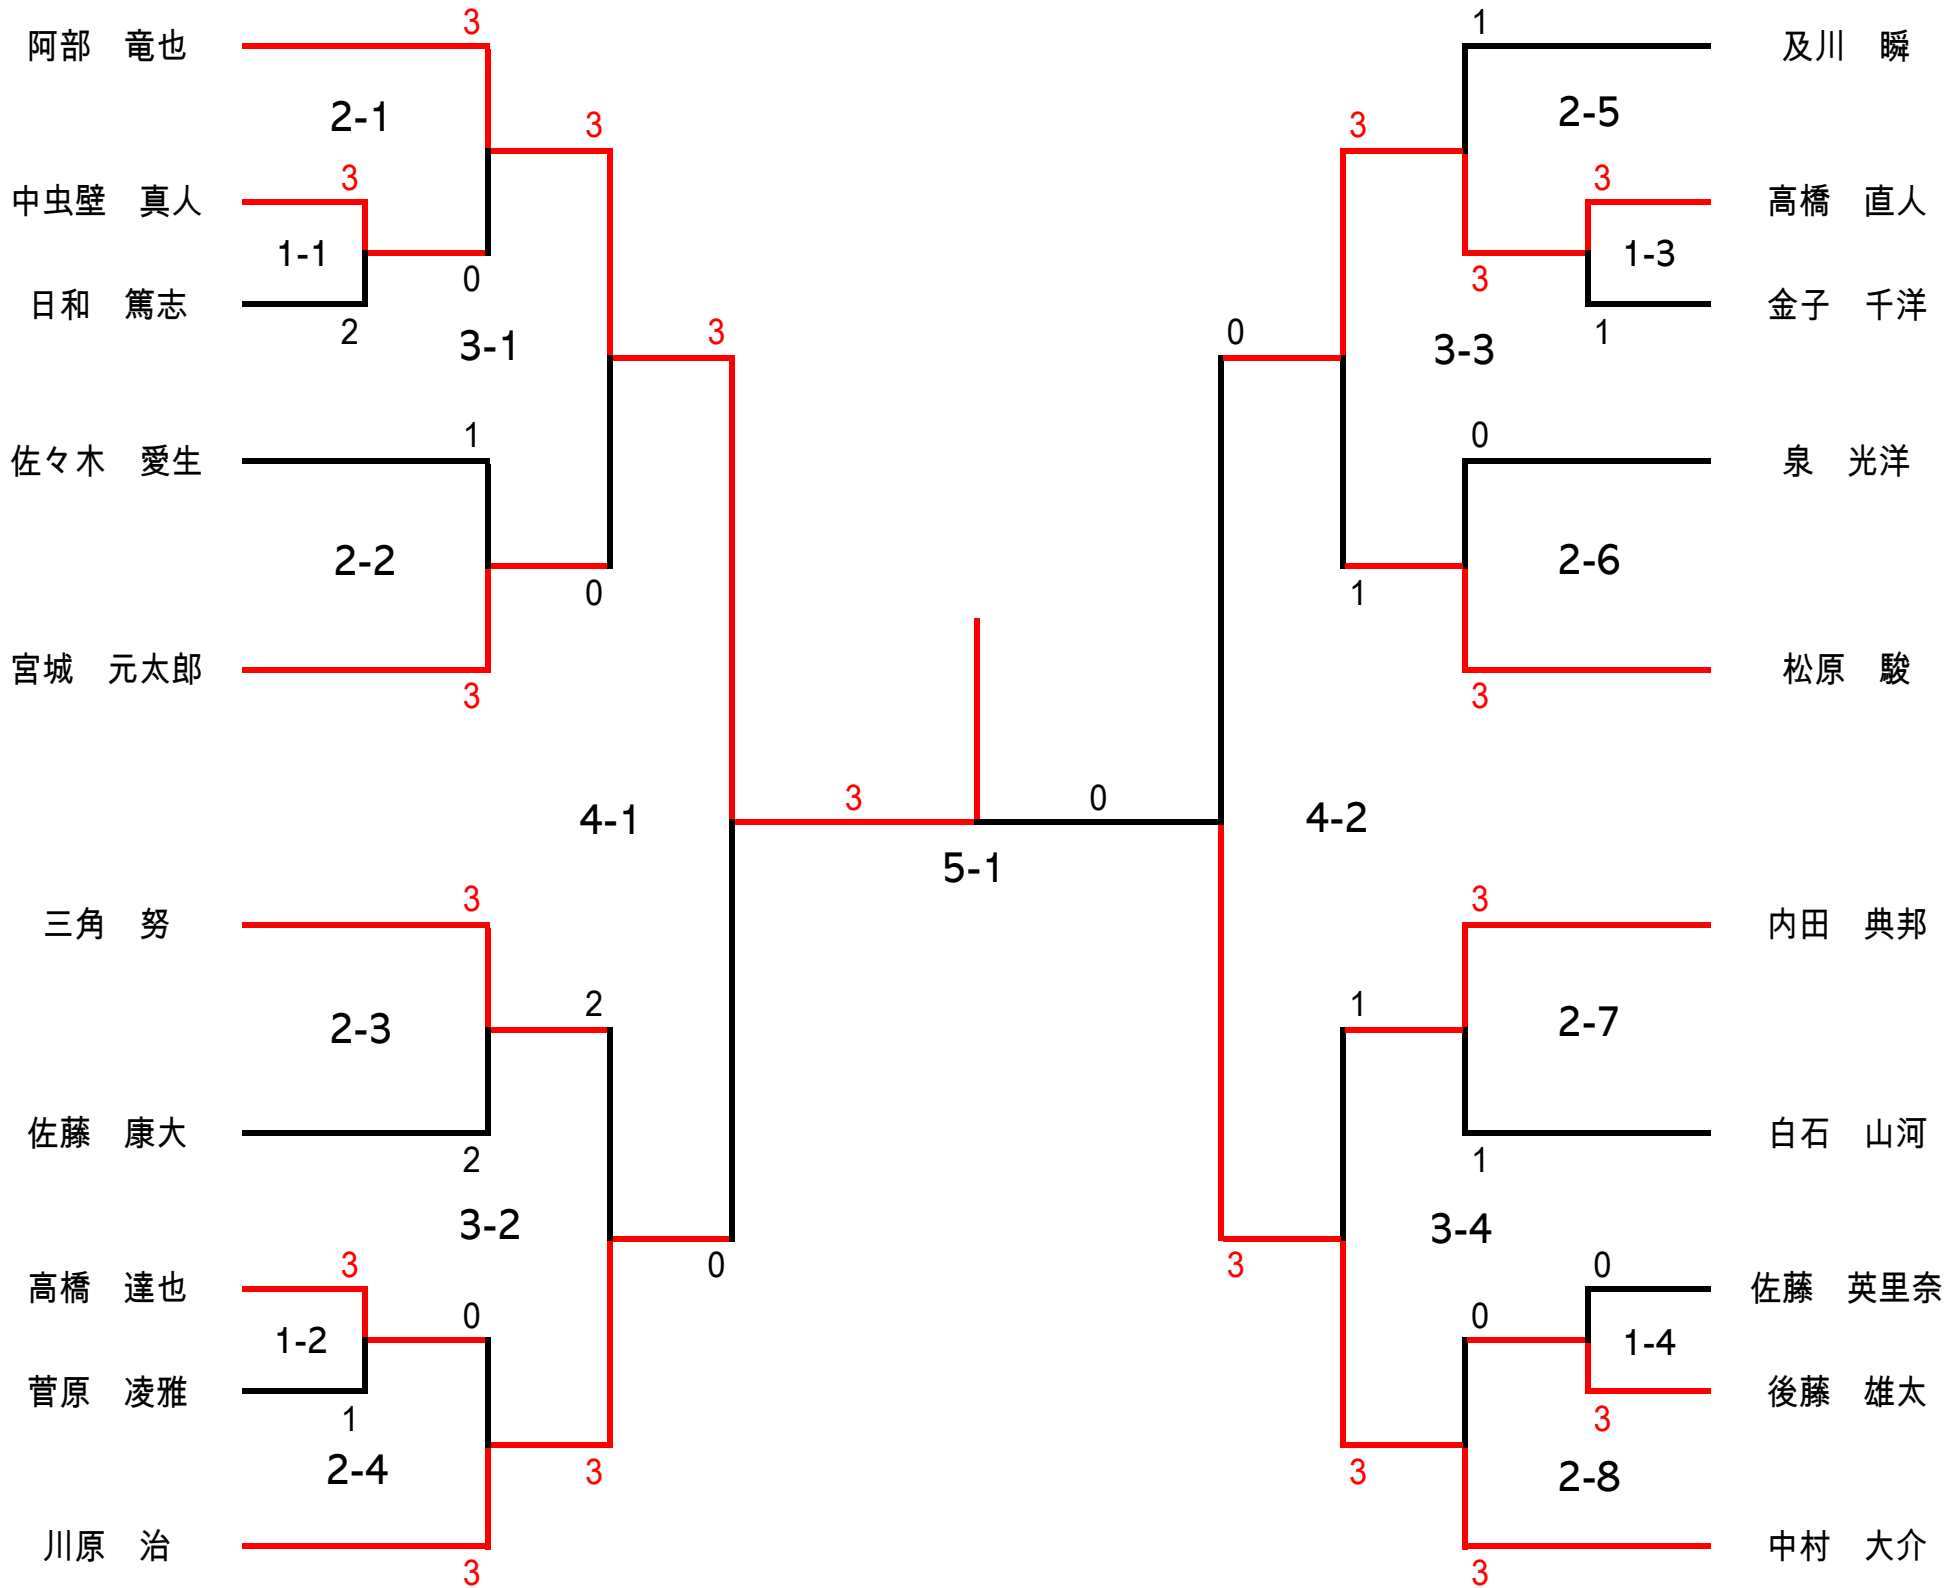 3
1
阿部　竜也
及川　瞬
2-1
3
3
2-5
3
3
中虫壁　真人
高橋　直人
1-1
1-3
0
3
日和　篤志
金子　千洋
2
3-1
3
0
3-3
1
1
0
佐々木　愛生
泉　光洋
2-2
2-6
0
1
宮城　元太郎
松原　駿
3
3
3
0
4-1
4-2
5-1
3
3
三角　努
内田　典邦
2
1
2-3
2-7
佐藤　康大
白石　山河
2
1
3-2
3-4
3
0
3
0
高橋　達也
佐藤　英里奈
0
0
1-2
1-4
菅原　凌雅
後藤　雄太
1
3
2-4
3
3
2-8
川原　治
中村　大介
3
3